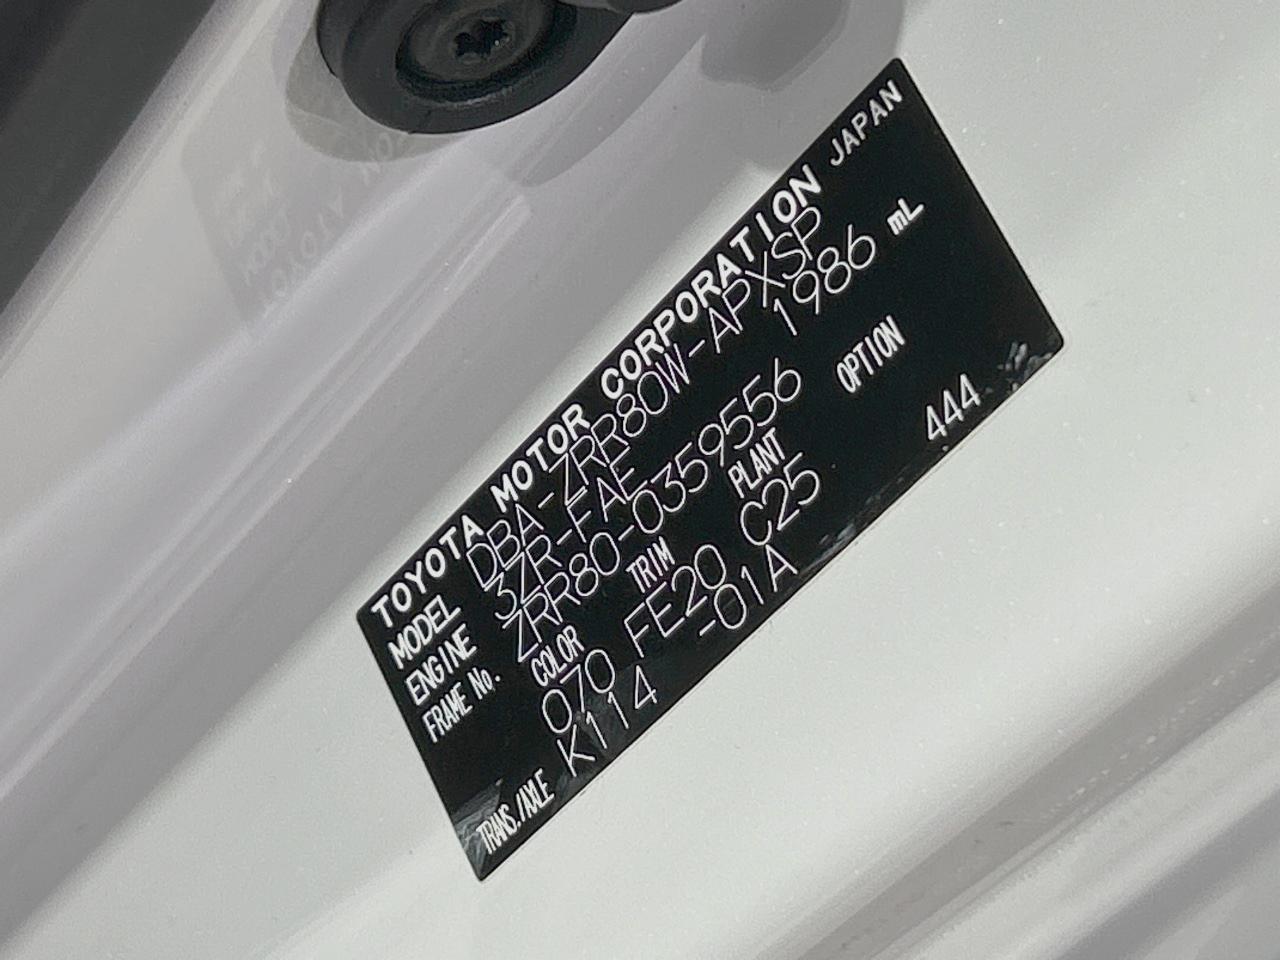 TOYOTA MOTOR CORPORATION JAPAN
MODEL DBA-ZRR80W-APXSP
ENGINE 3ZR-FAE 1986 mL
FRAME No. ZRR80-0359556
COLOR TRIM PLANT OPTION
070 FE20 C25 444
TRANS./AXLE K114 -01A